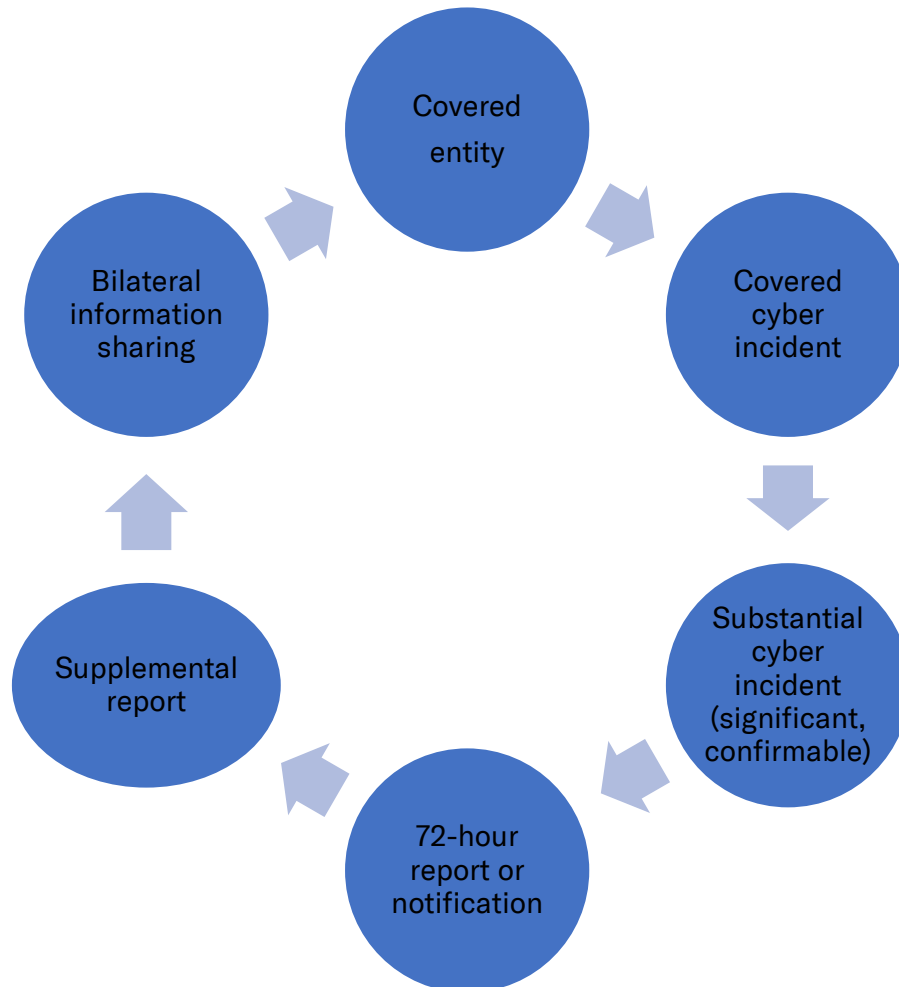 Covered
entity
Covered
cyber
incident
Substantial
cyber
incident
(significant,
confirmable)
72-hour
report or
notification
Supplemental
report
Bilateral
information
sharing